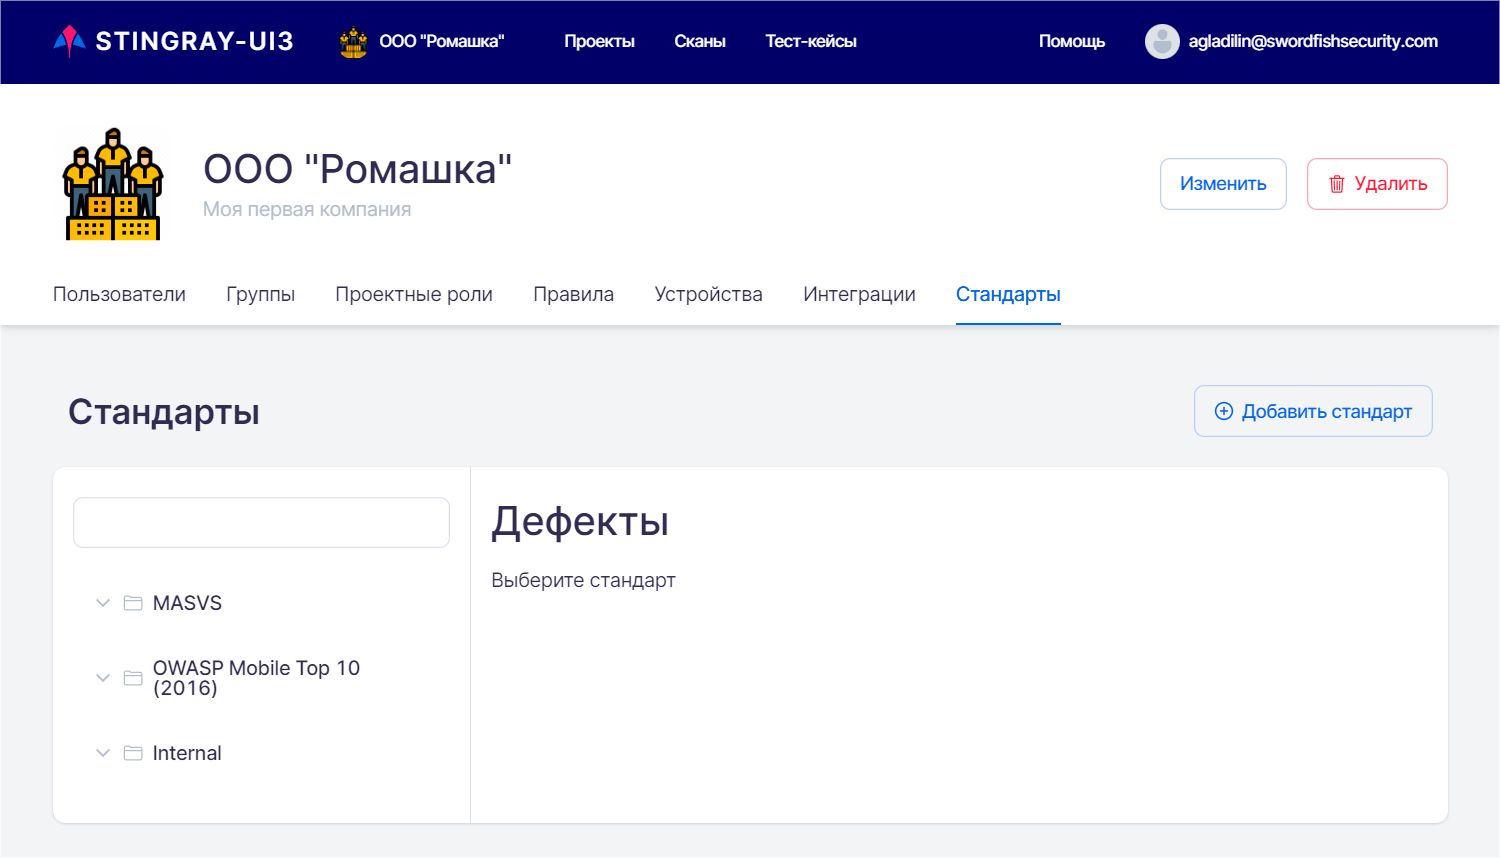 STINGRAY-UI3
ООО "Ромашка"
Проекты
Сканы
Тест-кейсы
Помощь
agladilin@swordfishsecurity.com
ООО "Ромашка"
Моя первая компания
Изменить
Удалить
Пользователи
Группы
Проектные роли
Правила
Устройства
Интеграции
Стандарты
Стандарты
Добавить стандарт
MASVS
OWASP Mobile Top 10
(2016)
Internal
Дефекты
Выберите стандарт